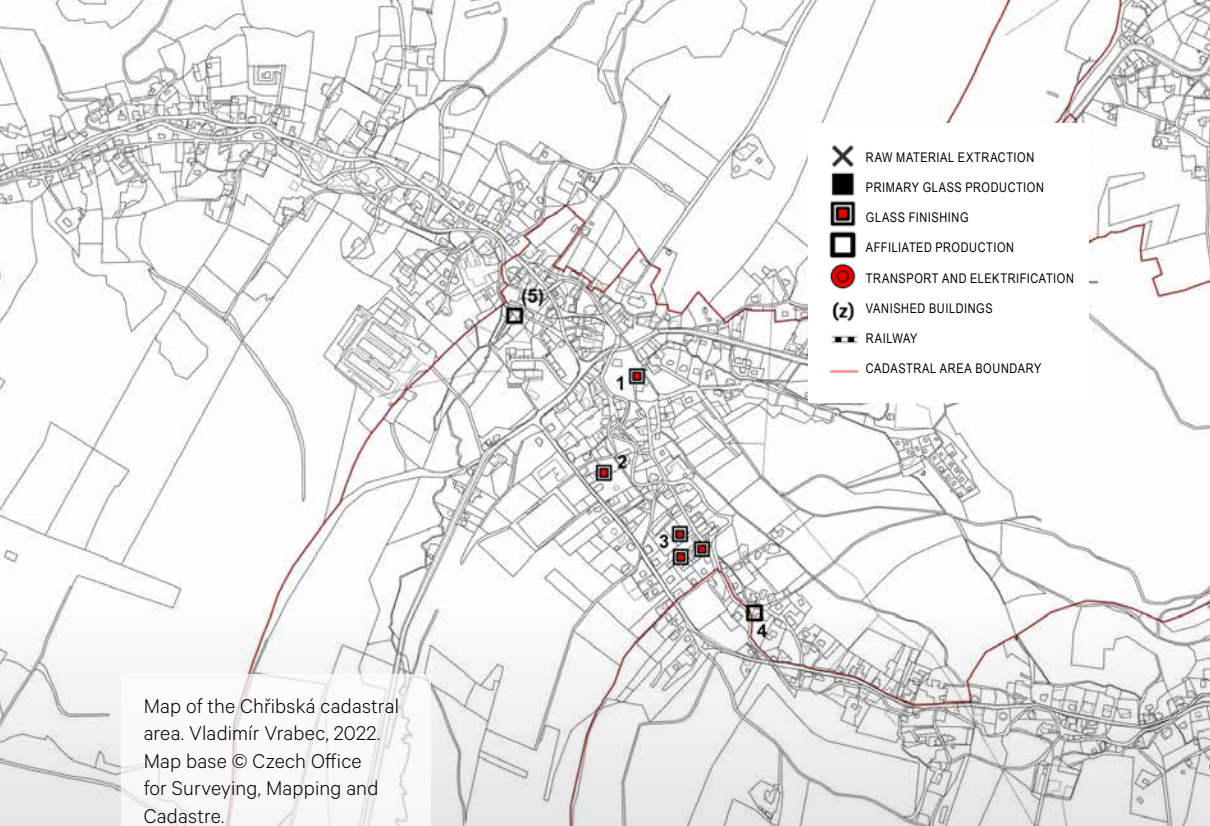 RAW MATERIAL EXTRACTION
PRIMARY GLASS PRODUCTION
GLASS FINISHING
AFFILIATED PRODUCTION
TRANSPORT AND ELEKTRIFICATION
(z) VANISHED BUILDINGS
RAILWAY
CADASTRAL AREA BOUNDARY
(5)
1
2
3
4
Map of the Chřibská cadastral
area. Vladimír Vrabec, 2022.
Map base © Czech Office
for Surveying, Mapping and
Cadastre.